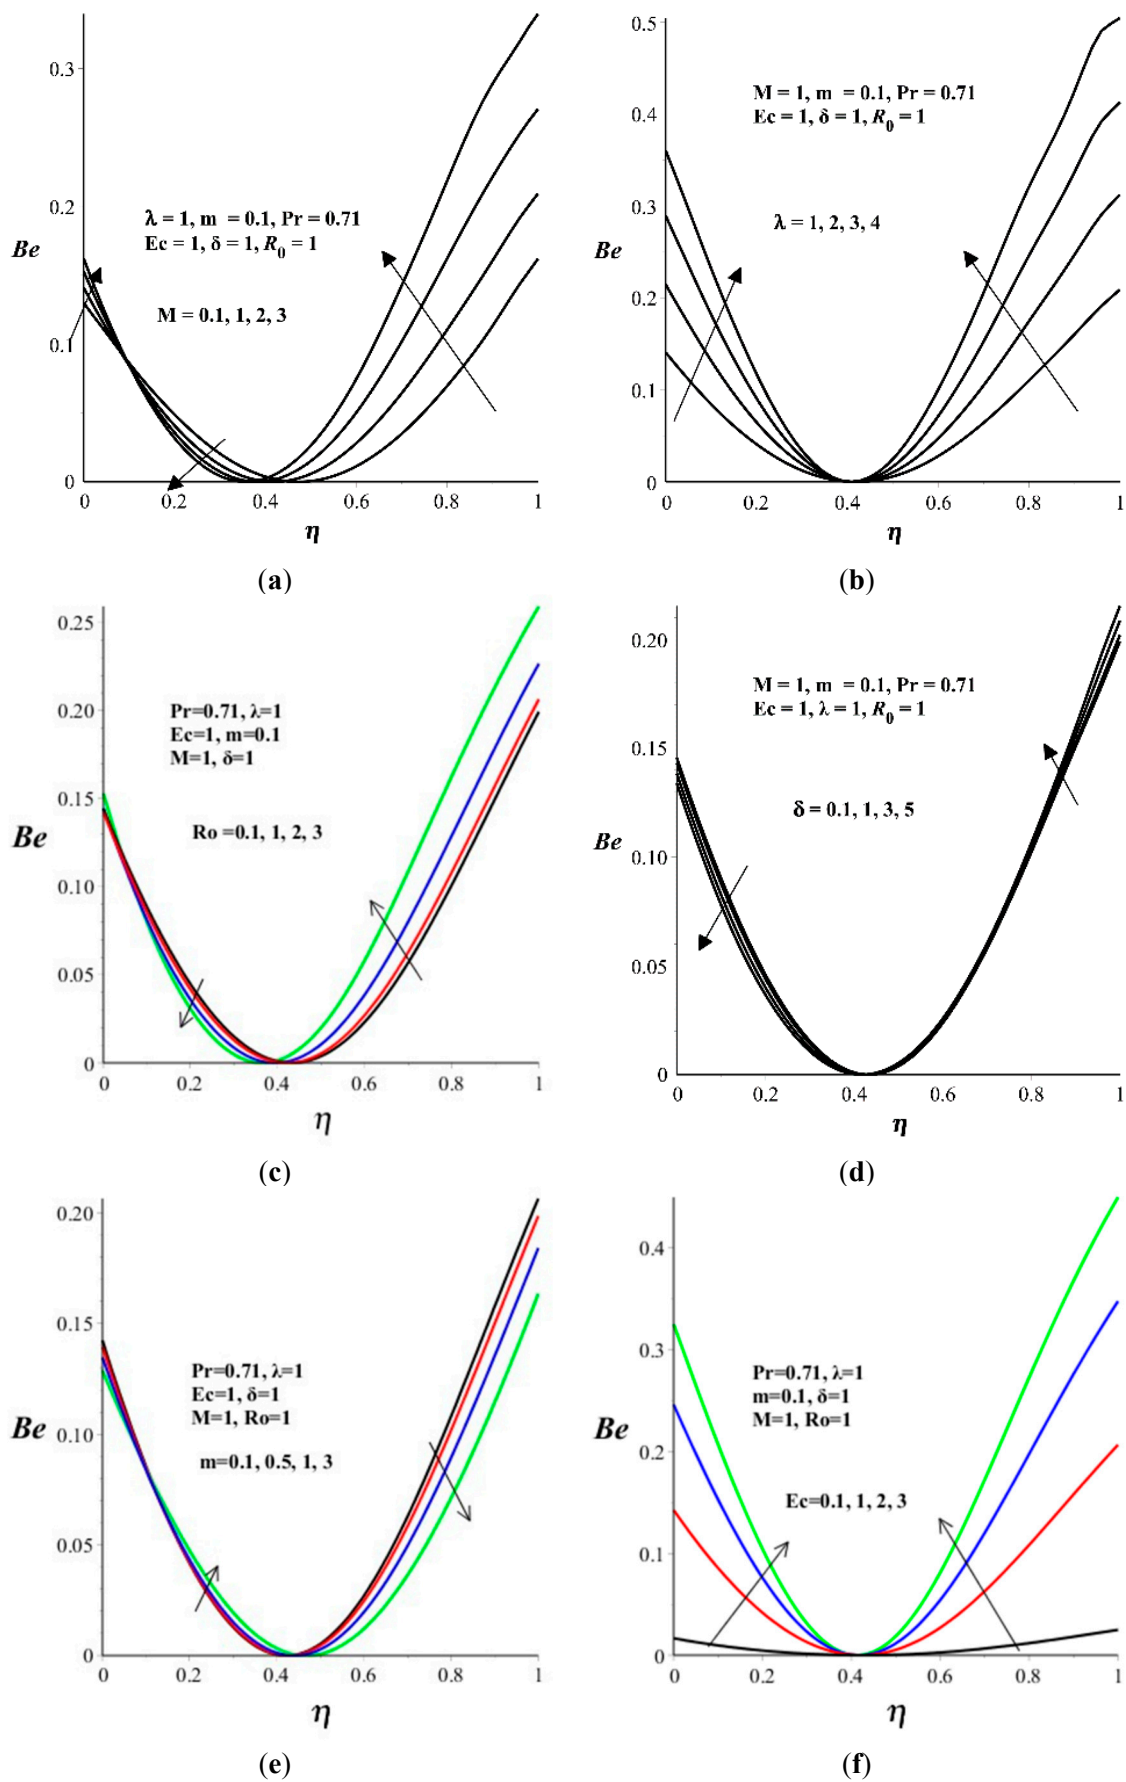 0.3
0.2
λ = 1, m = 0.1, Pr = 0.71
Ec = 1, δ = 1, R0 = 1
Be
M = 0.1, 1, 2, 3
0.1
0
0 0.2 0.4 0.6 0.8 1
η
(a)
0.5
M = 1, m = 0.1, Pr = 0.71
Ec = 1, δ = 1, R0 = 1
0.4
0.3
λ = 1, 2, 3, 4
Be
0.2
0.1
0
0 0.2 0.4 0.6 0.8 1
η
(b)
0.25
0.20
Pr=0.71, λ=1
Ec=1, m=0.1
M=1, δ=1
0.15
Ro =0.1, 1, 2, 3
Be
0.10
0.05
0
0 0.2 0.4 0.6 0.8 1
η
(c)
0.20
M = 1, m = 0.1, Pr = 0.71
Ec = 1, λ = 1, R0 = 1
0.15
δ = 0.1, 1, 3, 5
Be
0.10
0.05
0
0 0.2 0.4 0.6 0.8 1
η
(d)
0.20
0.15
Pr=0.71, λ=1
Ec=1, δ=1
M=1, Ro=1
Be
0.10
m=0.1, 0.5, 1, 3
0.05
0
0 0.2 0.4 0.6 0.8 1
η
(e)
0.4
0.3
Pr=0.71, λ=1
m=0.1, δ=1
M=1, Ro=1
Be
0.2
Ec=0.1, 1, 2, 3
0.1
0
0 0.2 0.4 0.6 0.8 1
η
(f)